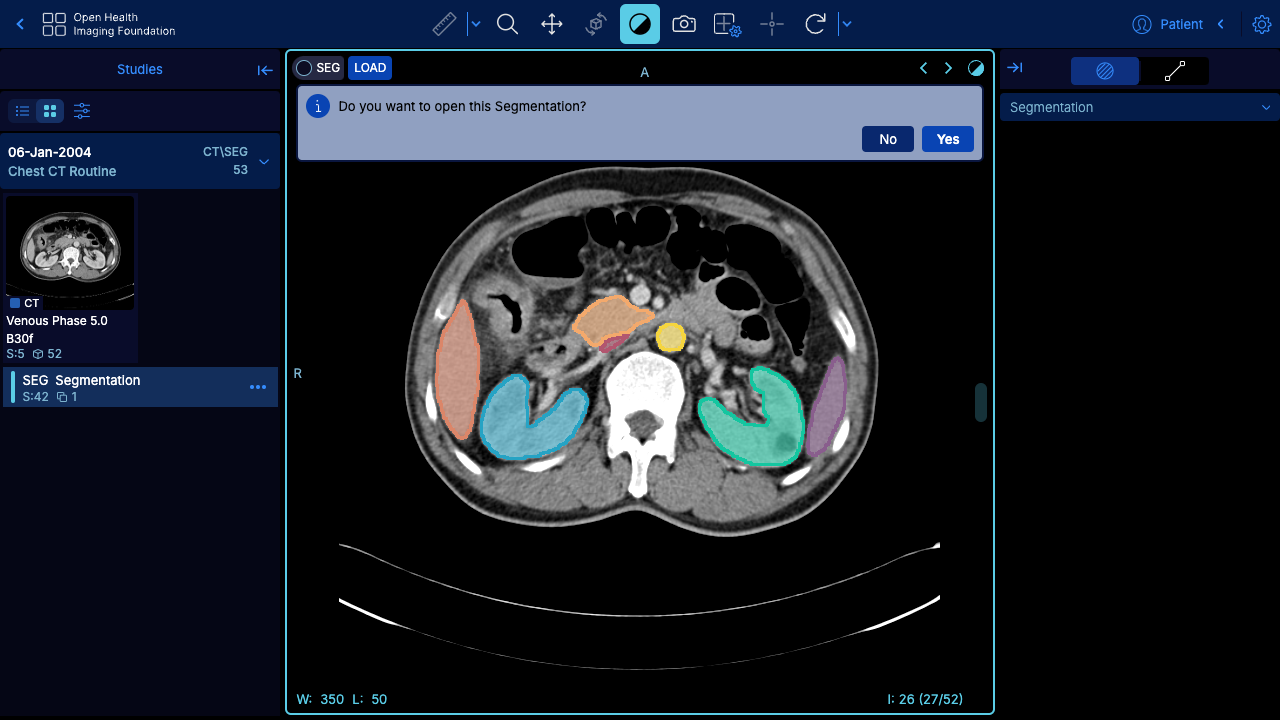 Open Health
Imaging Foundation
Patient
Studies
SEG LOAD
A
Segmentation
Do you want to open this Segmentation?
No Yes
06-Jan-2004 CT\SEG
Chest CT Routine 53
CT
Venous Phase 5.0
B30f
S:5 52
SEG Segmentation
S:42 1
R
W: 350 L: 50
I: 26 (27/52)